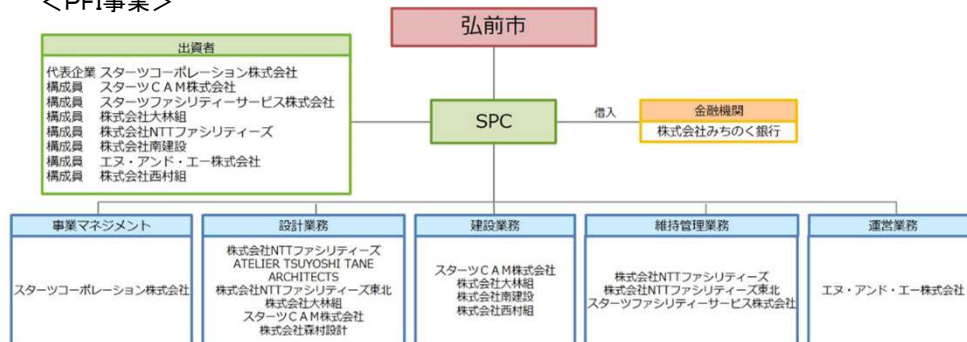 ＜PFI事業＞
弘前市
出資者
代表企業 スターツコーポレーション株式会社
構成員 スターツＣＡＭ株式会社
構成員 スターツファシリティーサービス株式会社
構成員 株式会社大林組
構成員 株式会社NTTファシリティーズ
構成員 株式会社南建設
構成員 エヌ・アンド・エー株式会社
構成員 株式会社西村組
SPC
借入
金融機関
株式会社みちのく銀行
事業マネジメント
スターツコーポレーション株式会社
設計業務
株式会社NTTファシリティーズ
ATELIER TSUYOSHI TANE
ARCHITECTS
株式会社NTTファシリティーズ東北
株式会社大林組
スターツＣＡＭ株式会社
株式会社森村設計
建設業務
スターツＣＡＭ株式会社
株式会社大林組
株式会社南建設
株式会社西村組
維持管理業務
株式会社NTTファシリティーズ
株式会社NTTファシリティーズ東北
スターツファシリティーサービス株式会社
運営業務
エヌ・アンド・エー株式会社